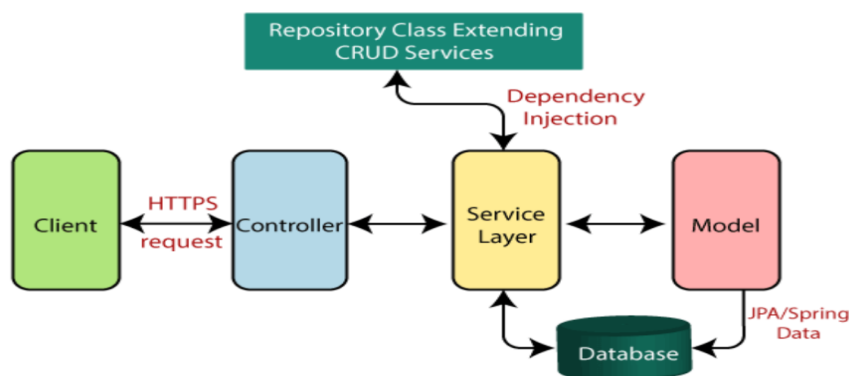 Repository Class Extending
CRUD Services
Dependency
Injection
Client
HTTPS
request
Controller
Service
Layer
Model
JPA/Spring
Data
Database